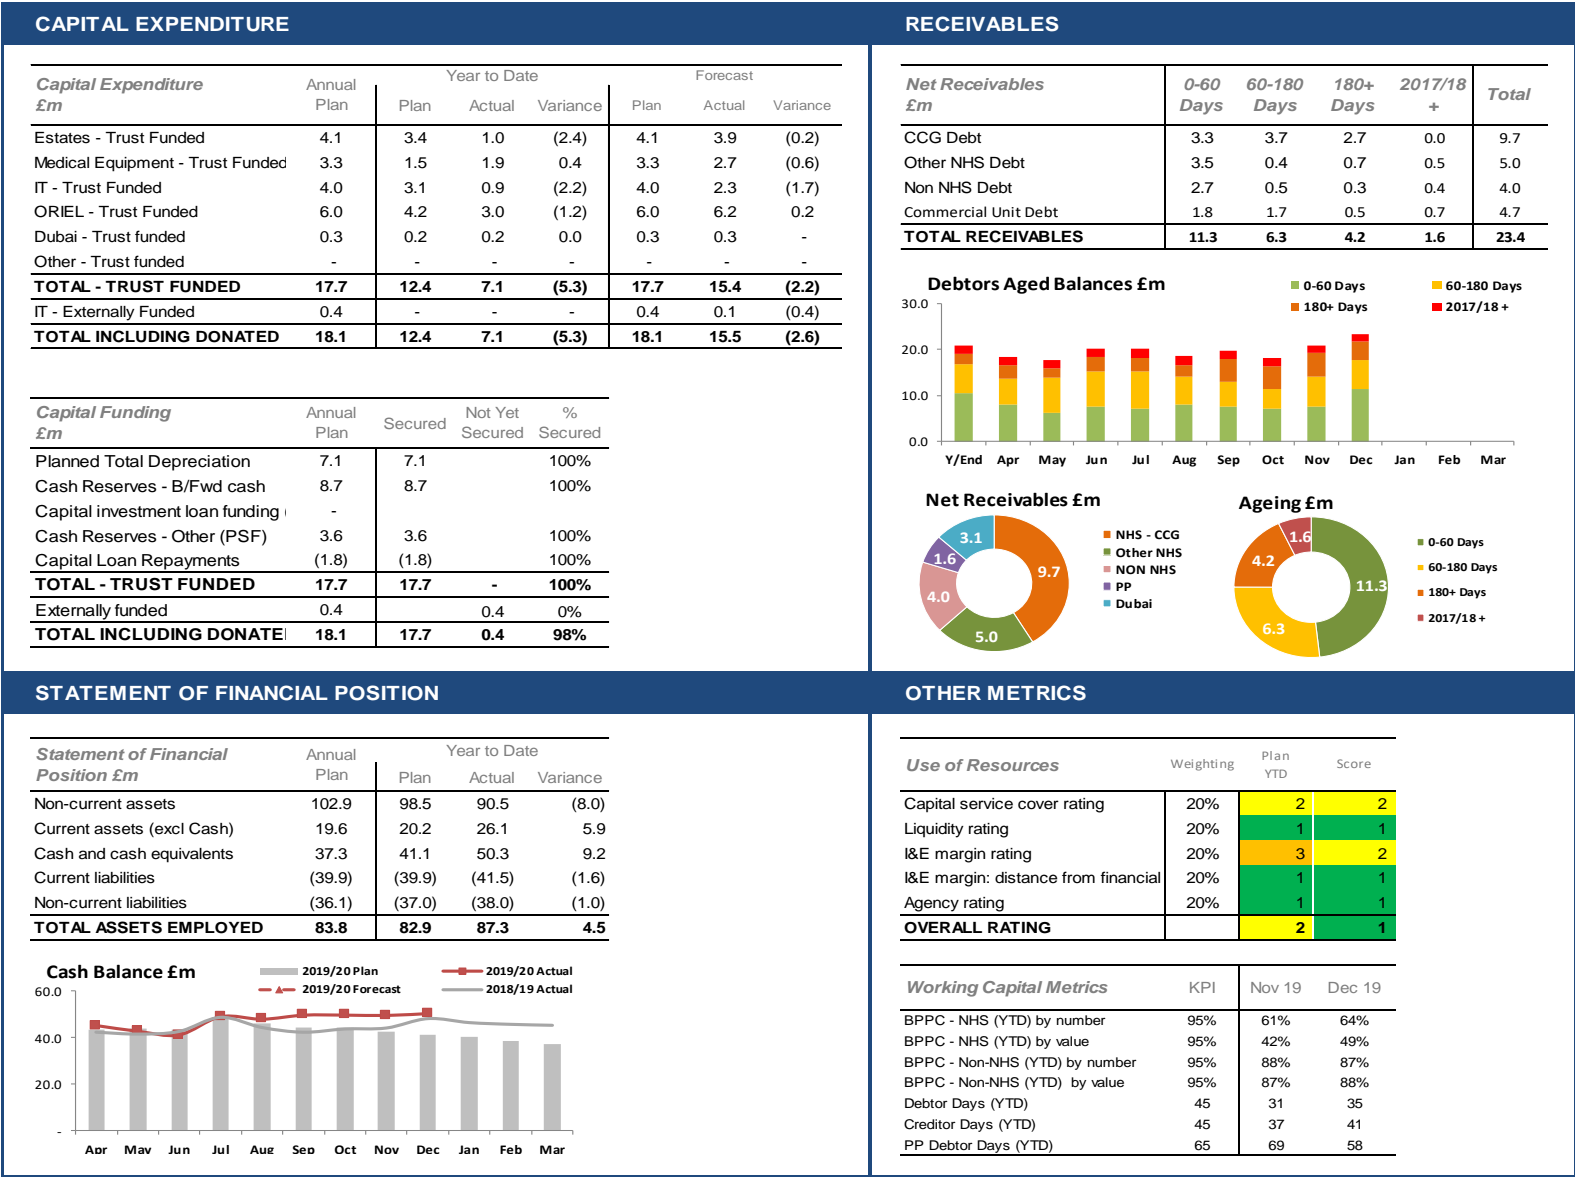 CAPITAL EXPENDITURE
Capital Expenditure £m Annual Plan Year to Date Forecast
Plan Actual Variance Plan Actual Variance
Estates - Trust Funded 4.1 3.4 1.0 (2.4) 4.1 3.9 (0.2)
Medical Equipment - Trust Funded 3.3 1.5 1.9 0.4 3.3 2.7 (0.6)
IT - Trust Funded 4.0 3.1 0.9 (2.2) 4.0 2.3 (1.7)
ORIEL - Trust Funded 6.0 4.2 3.0 (1.2) 6.0 6.2 0.2
Dubai - Trust funded 0.3 0.2 0.2 0.0 0.3 0.3 -
Other - Trust funded - - - - - - -
TOTAL - TRUST FUNDED 17.7 12.4 7.1 (5.3) 17.7 15.4 (2.2)
IT - Externally Funded 0.4 - - - 0.4 0.1 (0.4)
TOTAL INCLUDING DONATED 18.1 12.4 7.1 (5.3) 18.1 15.5 (2.6)
Capital Funding £m Annual Plan Secured Not Yet Secured % Secured
Planned Total Depreciation 7.1 7.1 100%
Cash Reserves - B/Fwd cash 8.7 8.7 100%
Capital investment loan funding ( -
Cash Reserves - Other (PSF) 3.6 3.6 100%
Capital Loan Repayments (1.8) (1.8) 100%
TOTAL - TRUST FUNDED 17.7 17.7 - 100%
Externally funded 0.4 0.4 0%
TOTAL INCLUDING DONATE 18.1 17.7 0.4 98%
RECEIVABLES
Net Receivables £m 0-60 Days 60-180 Days 180+ Days 2017/18 + Total
CCG Debt 3.3 3.7 2.7 0.0 9.7
Other NHS Debt 3.5 0.4 0.7 0.5 5.0
Non NHS Debt 2.7 0.5 0.3 0.4 4.0
Commercial Unit Debt 1.8 1.7 0.5 0.7 4.7
TOTAL RECEIVABLES 11.3 6.3 4.2 1.6 23.4
Debtors Aged Balances £m
0-60 Days 60-180 Days
180+ Days 2017/18 +
30.0
20.0
10.0
0.0
Y/End Apr May Jun Jul Aug Sep Oct Nov Dec Jan Feb Mar
Net Receivables £m
9.7
5.0
4.0
1.6
3.1
NHS - CCG
Other NHS
NON NHS
PP
Dubai
Ageing £m
11.3
6.3
4.2
1.6
0-60 Days
60-180 Days
180+ Days
2017/18 +
STATEMENT OF FINANCIAL POSITION
Statement of Financial Position £m Annual Plan Year to Date
Plan Actual Variance
Non-current assets 102.9 98.5 90.5 (8.0)
Current assets (excl Cash) 19.6 20.2 26.1 5.9
Cash and cash equivalents 37.3 41.1 50.3 9.2
Current liabilities (39.9) (39.9) (41.5) (1.6)
Non-current liabilities (36.1) (37.0) (38.0) (1.0)
TOTAL ASSETS EMPLOYED 83.8 82.9 87.3 4.5
Cash Balance £m
2019/20 Plan 2019/20 Actual
2019/20 Forecast 2018/19 Actual
60.0
40.0
20.0
-
Apr May Jun Jul Aug Sep Oct Nov Dec Jan Feb Mar
OTHER METRICS
Use of Resources Weighting Plan YTD Score
Capital service cover rating 20% 2 2
Liquidity rating 20% 1 1
I&E margin rating 20% 3 2
I&E margin: distance from financial 20% 1 1
Agency rating 20% 1 1
OVERALL RATING 2 1
Working Capital Metrics KPI Nov 19 Dec 19
BPPC - NHS (YTD) by number 95% 61% 64%
BPPC - NHS (YTD) by value 95% 42% 49%
BPPC - Non-NHS (YTD) by number 95% 88% 87%
BPPC - Non-NHS (YTD) by value 95% 87% 88%
Debtor Days (YTD) 45 31 35
Creditor Days (YTD) 45 37 41
PP Debtor Days (YTD) 65 69 58